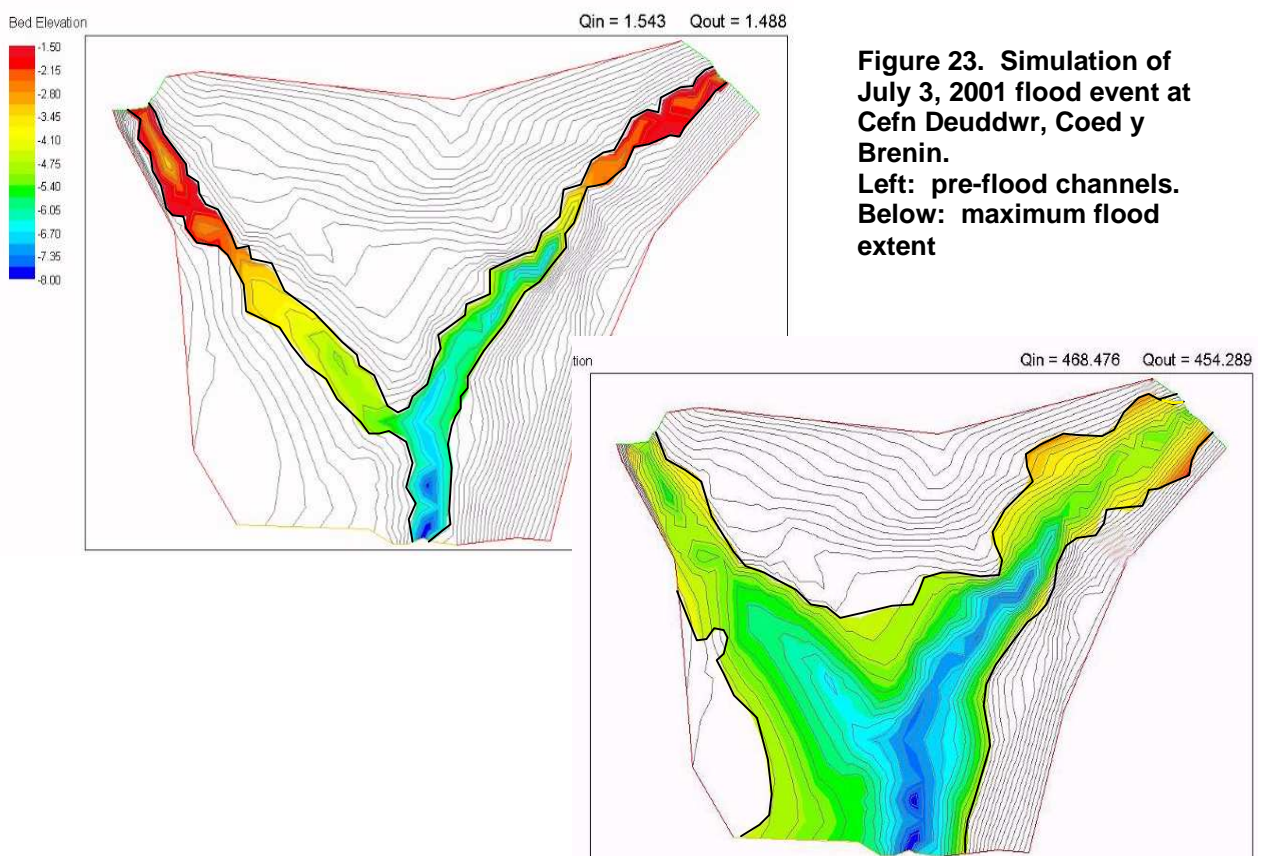 Bed Elevation
Qin = 1.543 Qout = 1.488
-1.50
-2.15
-2.80
-3.45
-4.10
-4.75
-5.40
-6.05
-6.70
-7.35
-8.00
Figure 23. Simulation of
July 3, 2001 flood event at
Cefn Deuddwr, Coed y
Brenin.
Left: pre-flood channels.
Below: maximum flood
extent
tion
Qin = 468.476 Qout = 454.289